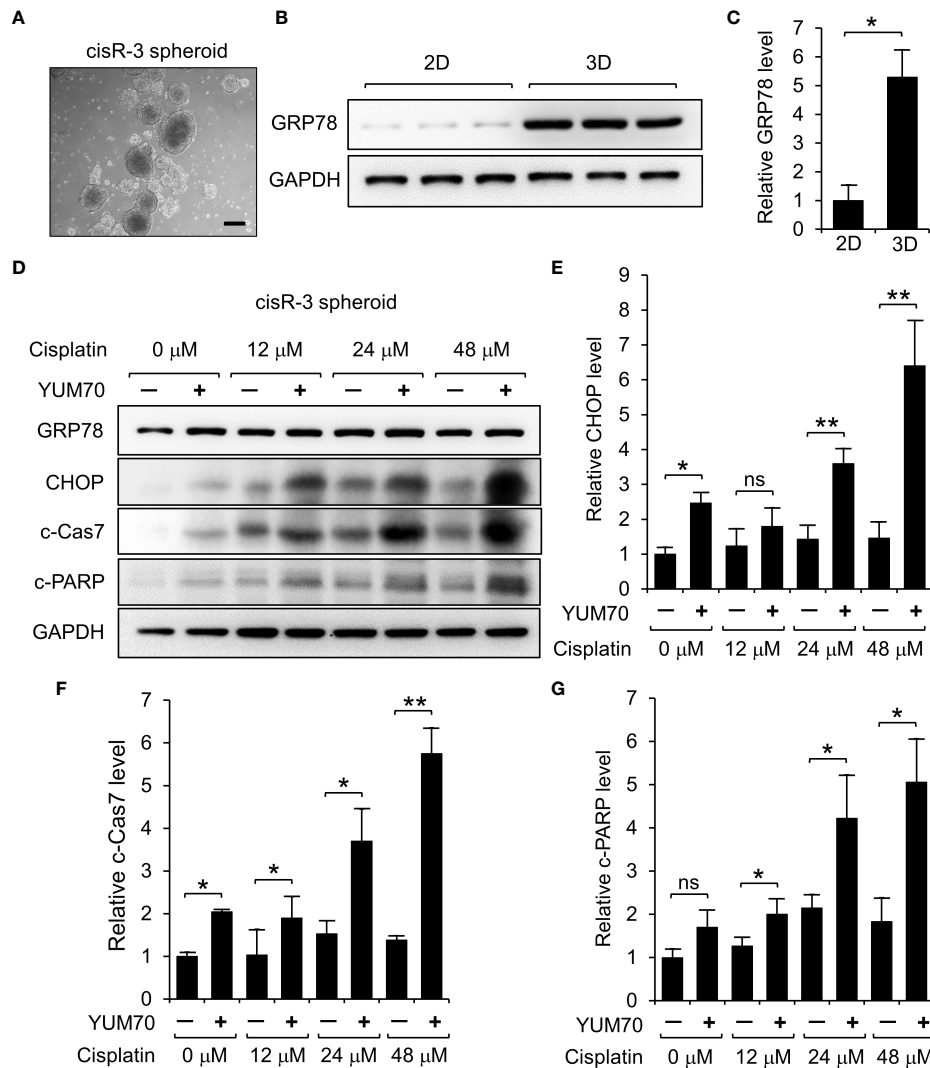 A
cisR-3 spheroid
B
2D 3D
GRP78
GAPDH
C
Relative GRP78 level
7
6
5
4
3
2
1
0
*
2D 3D
D
cisR-3 spheroid
Cisplatin 0 µM 12 µM 24 µM 48 µM
YUM70 – + – + – + – +
GRP78
CHOP
c-Cas7
c-PARP
GAPDH
E
Relative CHOP level
9
8
7
6
5
4
3
2
1
0
* ns ** **
YUM70 – + – + – + – +
Cisplatin 0 µM 12 µM 24 µM 48 µM
F
Relative c-Cas7 level
7
6
5
4
3
2
1
0
* * * **
YUM70 – + – + – + – +
Cisplatin 0 µM 12 µM 24 µM 48 µM
G
Relative c-PARP level
7
6
5
4
3
2
1
0
ns * * *
YUM70 – + – + – + – +
Cisplatin 0 µM 12 µM 24 µM 48 µM